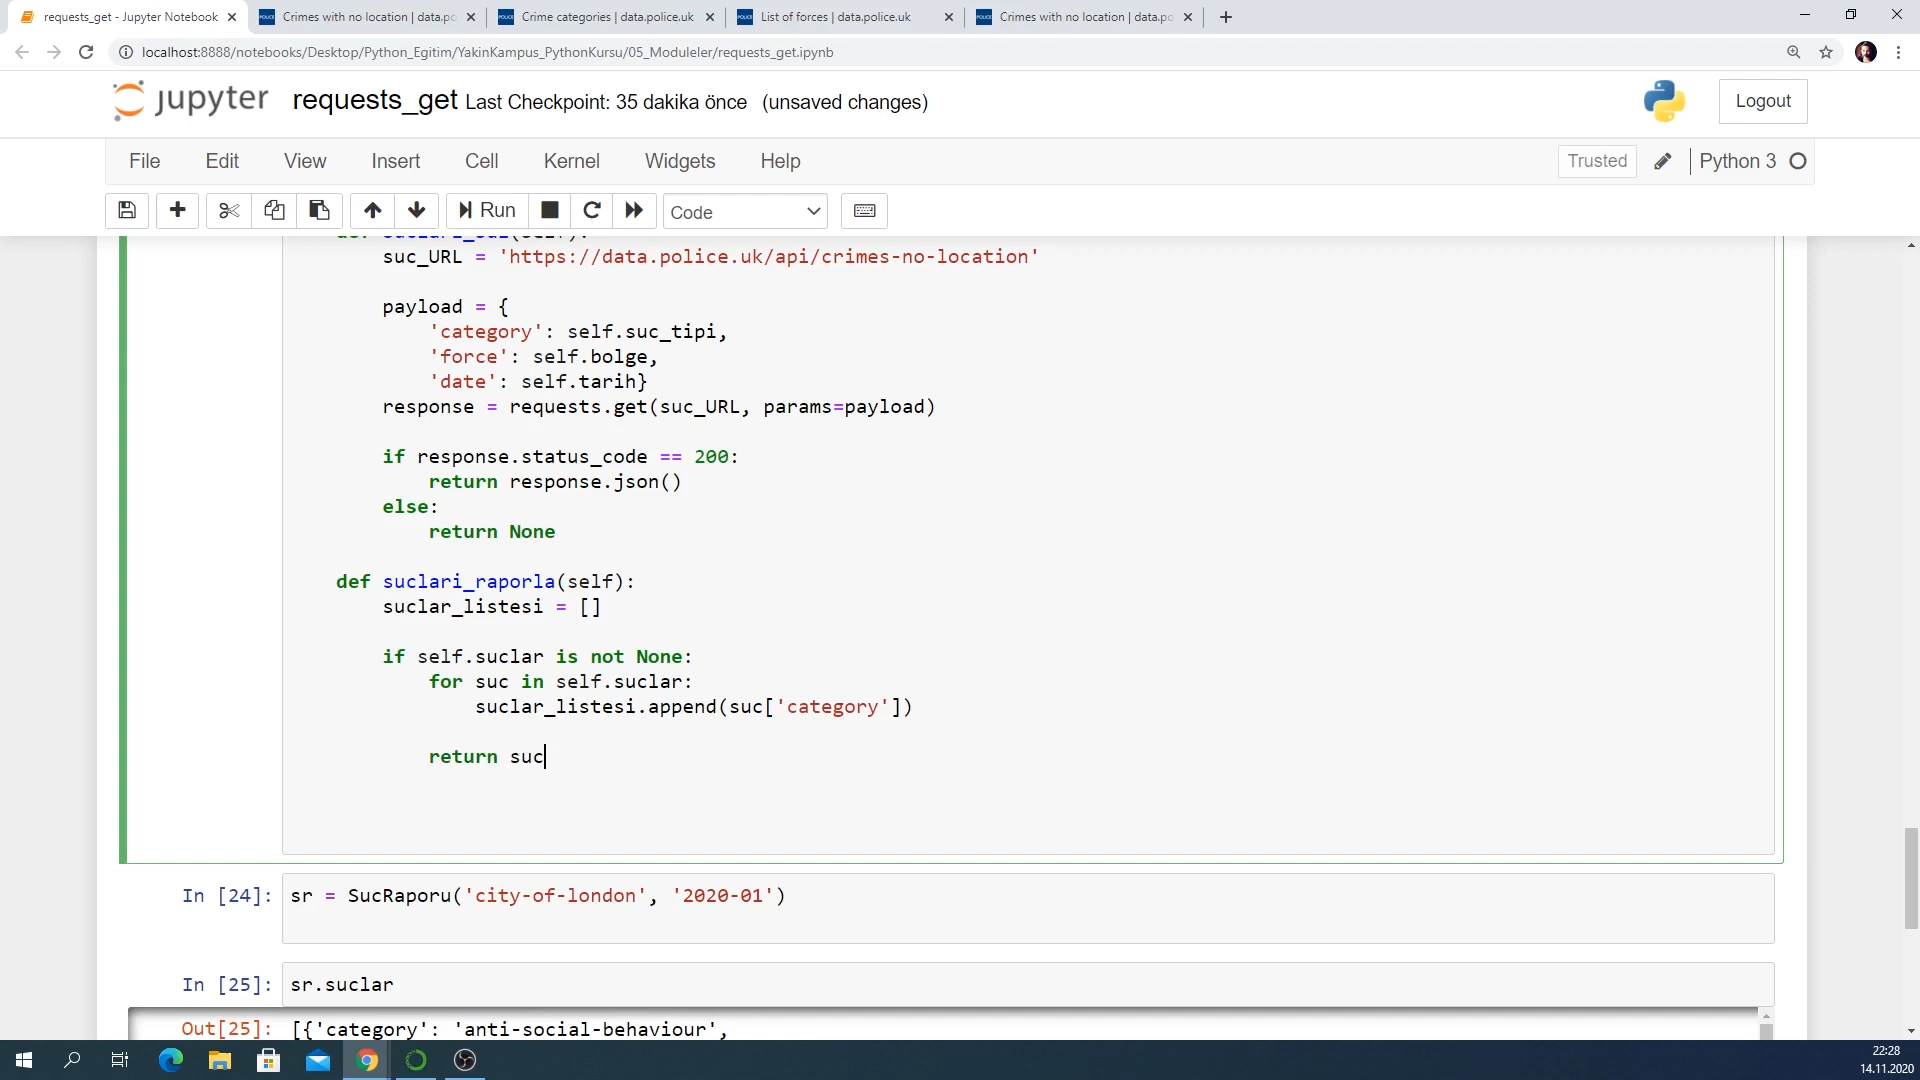 requests_get - Jupyter Notebook
Crimes with no location | data.po
Crime categories | data.police.uk
List of forces | data.police.uk
Crimes with no location | data.po
localhost:8888/notebooks/Desktop/Python_Egitim/YakinKampus_PythonKursu/05_Moduleler/requests_get.ipynb
jupyter requests_get Last Checkpoint: 35 dakika önce (unsaved changes)
Logout
File Edit View Insert Cell Kernel Widgets Help
Trusted Python 3
Run Code
suc_URL = 'https://data.police.uk/api/crimes-no-location'
payload = {
'category': self.suc_tipi,
'force': self.bolge,
'date': self.tarih}
response = requests.get(suc_URL, params=payload)
if response.status_code == 200:
return response.json()
else:
return None
def suclari_raporla(self):
suclar_listesi = []
if self.suclar is not None:
for suc in self.suclar:
suclar_listesi.append(suc['category'])
return suc
In [24]: sr = SucRaporu('city-of-london', '2020-01')
In [25]: sr.suclar
Out[25]: [{'category': 'anti-social-behaviour',
22:28
14.11.2020